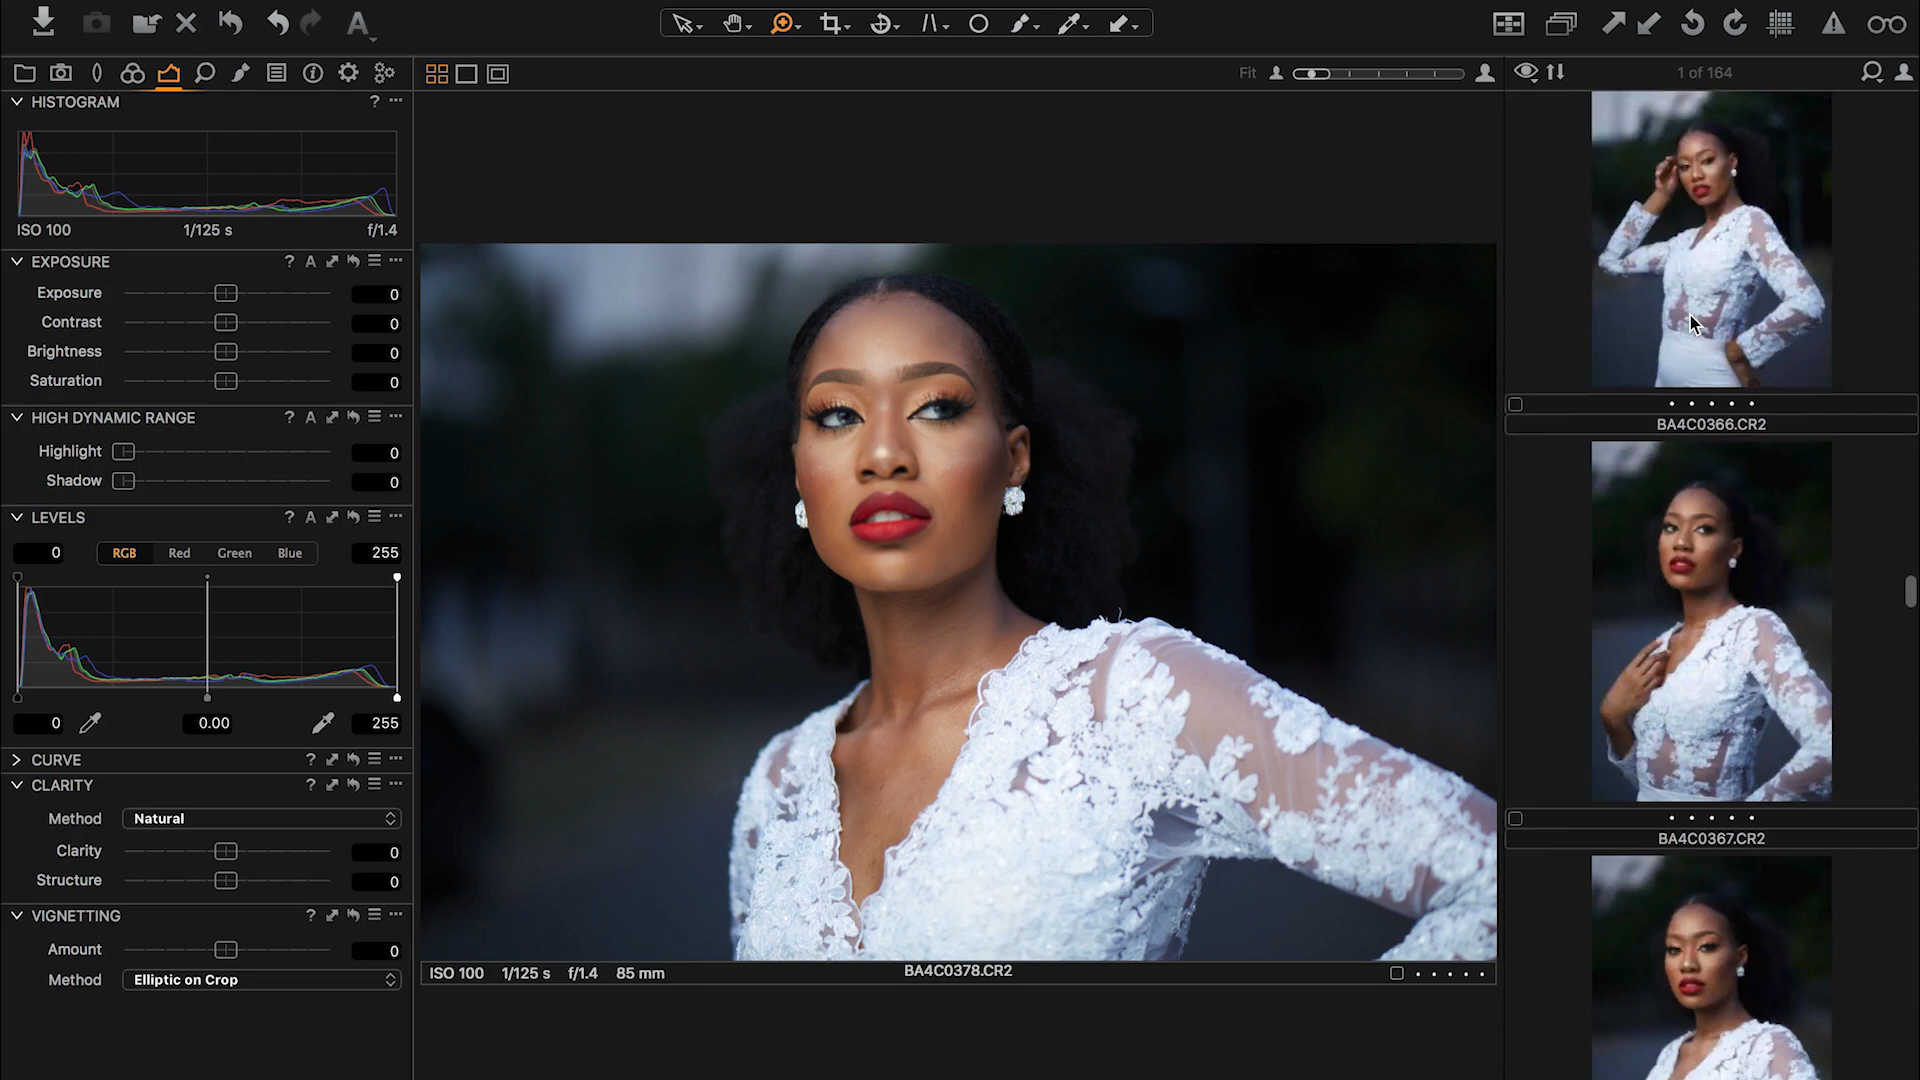 A
Fit
1 of 164
HISTOGRAM
?
ISO 100 1/125 s f/1.4
EXPOSURE ? A
Exposure 0
Contrast 0
Brightness 0
Saturation 0
HIGH DYNAMIC RANGE ? A
Highlight 0
Shadow 0
LEVELS ? A
0 RGB Red Green Blue 255
0 0.00 255
CURVE ?
CLARITY ?
Method Natural
Clarity 0
Structure 0
VIGNETTING ?
Amount 0
Method Elliptic on Crop
ISO 100 1/125 s f/1.4 85 mm BA4C0378.CR2
BA4C0366.CR2
BA4C0367.CR2